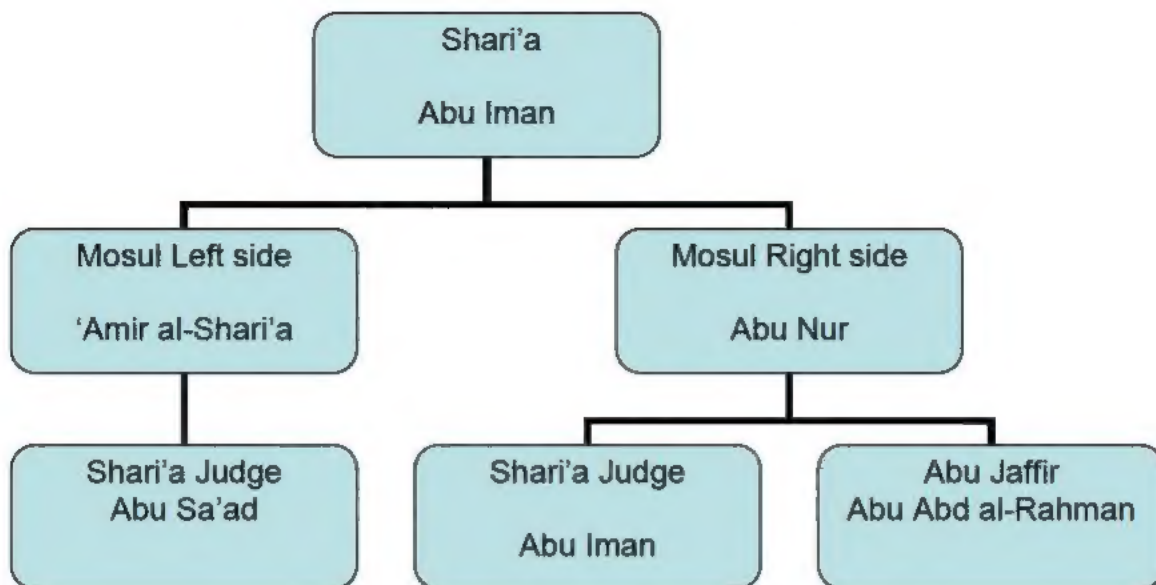 Shari'a
Abu Iman
Mosul Left side
‘Amir al-Shari'a
Mosul Right side
Abu Nur
Shari'a Judge
Abu Sa'ad
Shari'a Judge
Abu Iman
Abu Jaffir
Abu Abd al-Rahman